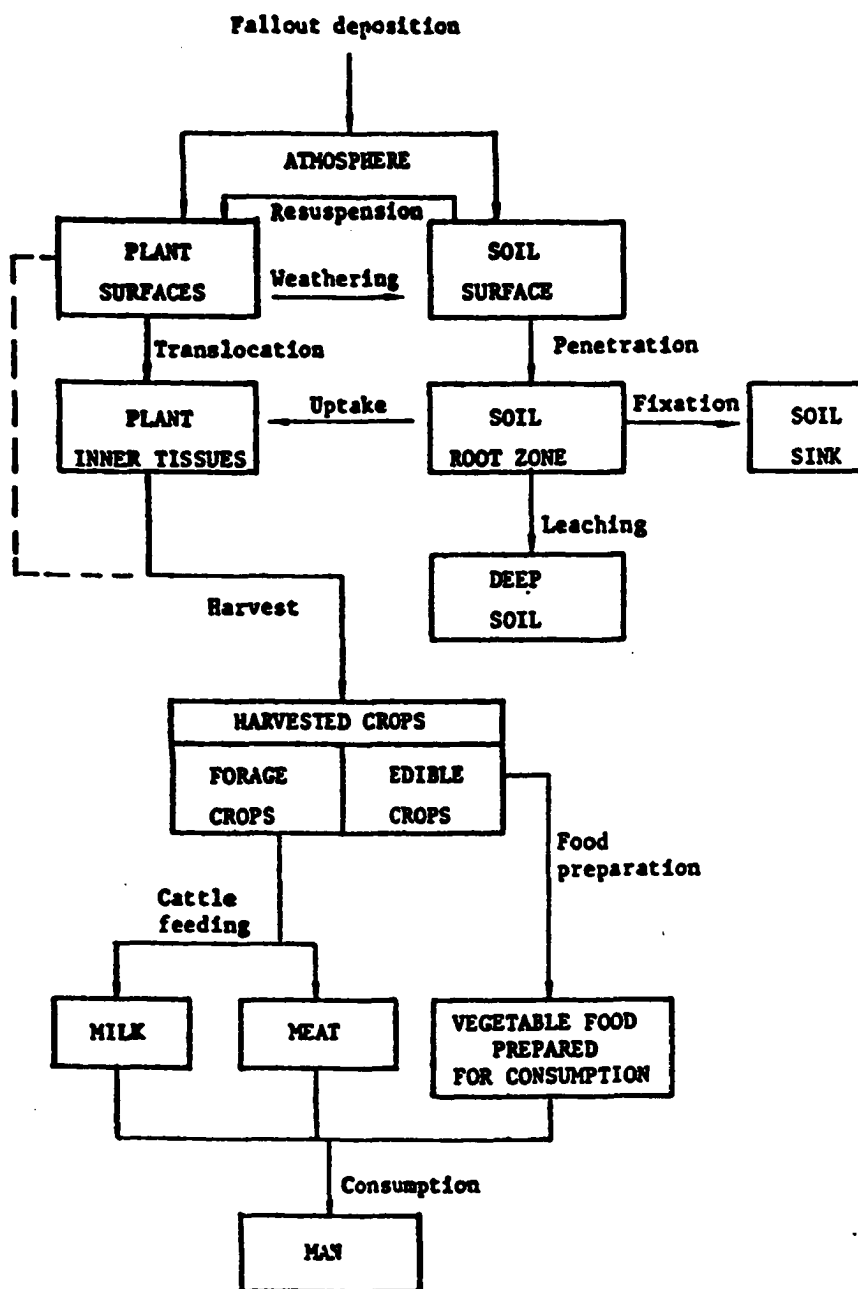 Fallout deposition
ATMOSPHERE
Resuspension
PLANT
SURFACES
Weathering
SOIL
SURFACE
Translocation
Penetration
PLANT
INNER TISSUES
Uptake
SOIL
ROOT ZONE
Fixation
SOIL
SINK
Leaching
DEEP
SOIL
Harvest
HARVESTED CROPS
FORAGE
CROPS
EDIBLE
CROPS
Food
preparation
Cattle
feeding
MILK
MEAT
VEGETABLE FOOD
PREPARED
FOR CONSUMPTION
Consumption
MAN